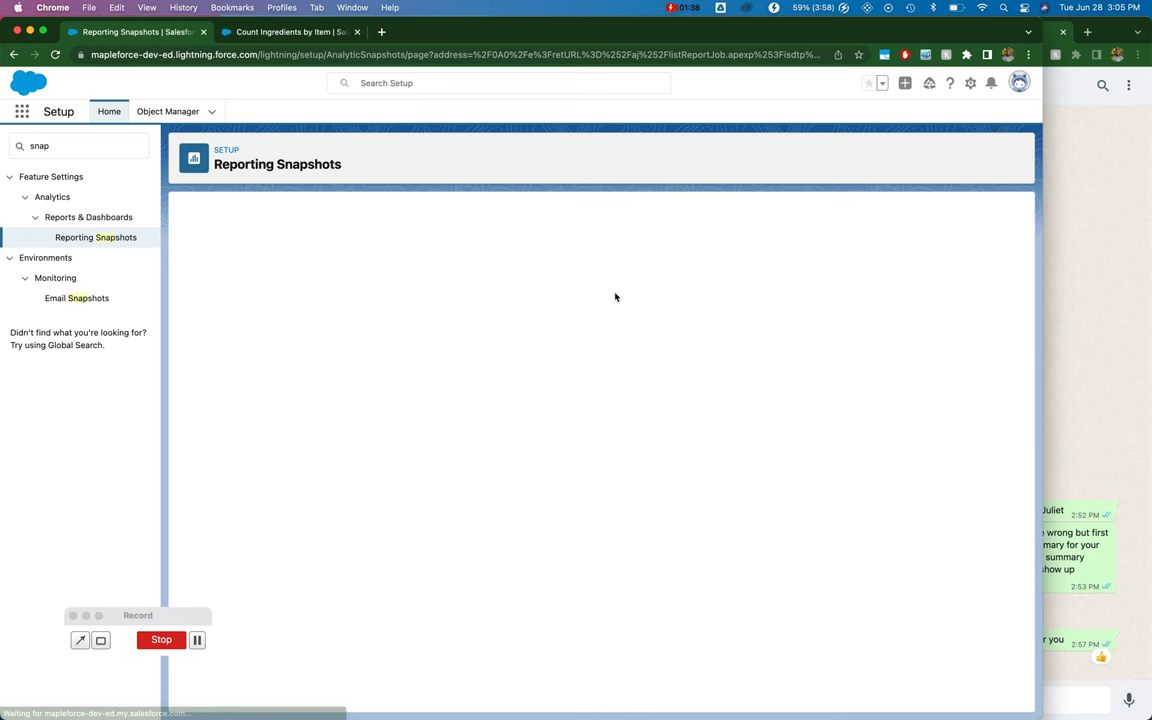 Chrome File Edit View History Bookmarks Profiles Tab Window Help 01:38 59% (3:58) Tue Jun 28 3:05 PM
Reporting Snapshots | Salesfor Count Ingredients by Item | Sal
mapleforce-dev-ed.lightning.force.com/lightning/setup/AnalyticSnapshots/page?address=%2F0A0%2Fe%3FretURL%3D%252Faj%252FlistReportJob.apexp%253Fisdtp%...
Search Setup
Setup Home Object Manager
snap
SETUP
Reporting Snapshots
Feature Settings
Analytics
Reports & Dashboards
Reporting Snapshots
Environments
Monitoring
Email Snapshots
Didn't find what you're looking for?
Try using Global Search.
Juliet
2:52 PM
wrong but first
mary for your
summary
show up
2:53 PM
Record
Stop
r you
2:57 PM
Waiting for mapleforce-dev-ed.my.salesforce.com...